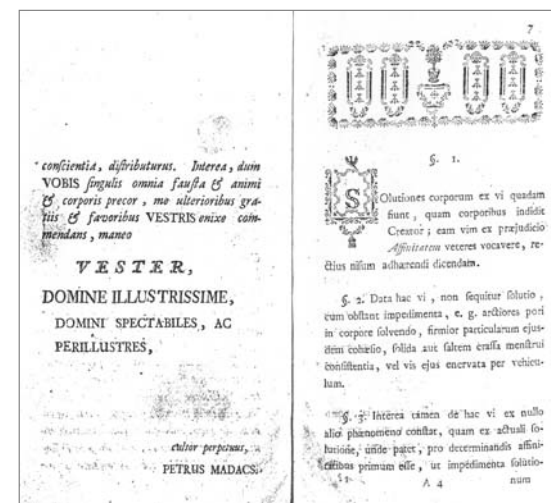 conſcientia, diſtributurus. Interea, dum
VOBIS ſingulis omnia fauſta & animi
& corporis precor, me ulterioribus gra-
tiis & favoribus VESTRIS enixe com-
mendans, maneo
VESTER,
DOMINE ILLUSTRISSIME,
DOMINI SPECTABILES, AC
PERILLUSTRES,
cultor perpetuus,
PETRUS MADACS.
7
§. 1.
SOlutiones corporum ex vi quadam
fiunt, quam corporibus indidit
Creator; eam vim ex præjudicio
Affinitatem veteres vocavere, re-
ctius niſum adhærendi dicendam.
§. 2. Data hac vi, non ſequitur ſolutio,
cum obſtant impedimenta, e. g. arctiores pori
in corpore ſolvendo, firmior particularum ejus-
dem cohæſio, ſolida aut ſaltem craſſa menſtrui
conſiſtentia, vel vis ejus enervata per vehicu-
lum.
§. 3. Interea tamen de hac vi ex nullo
alio phænomeno conſtat, quam ex actuali ſo-
lutione, unde patet, pro determinandis affini-
tatibus primum eſſe, ut impedimenta ſolutio-
A 4
num